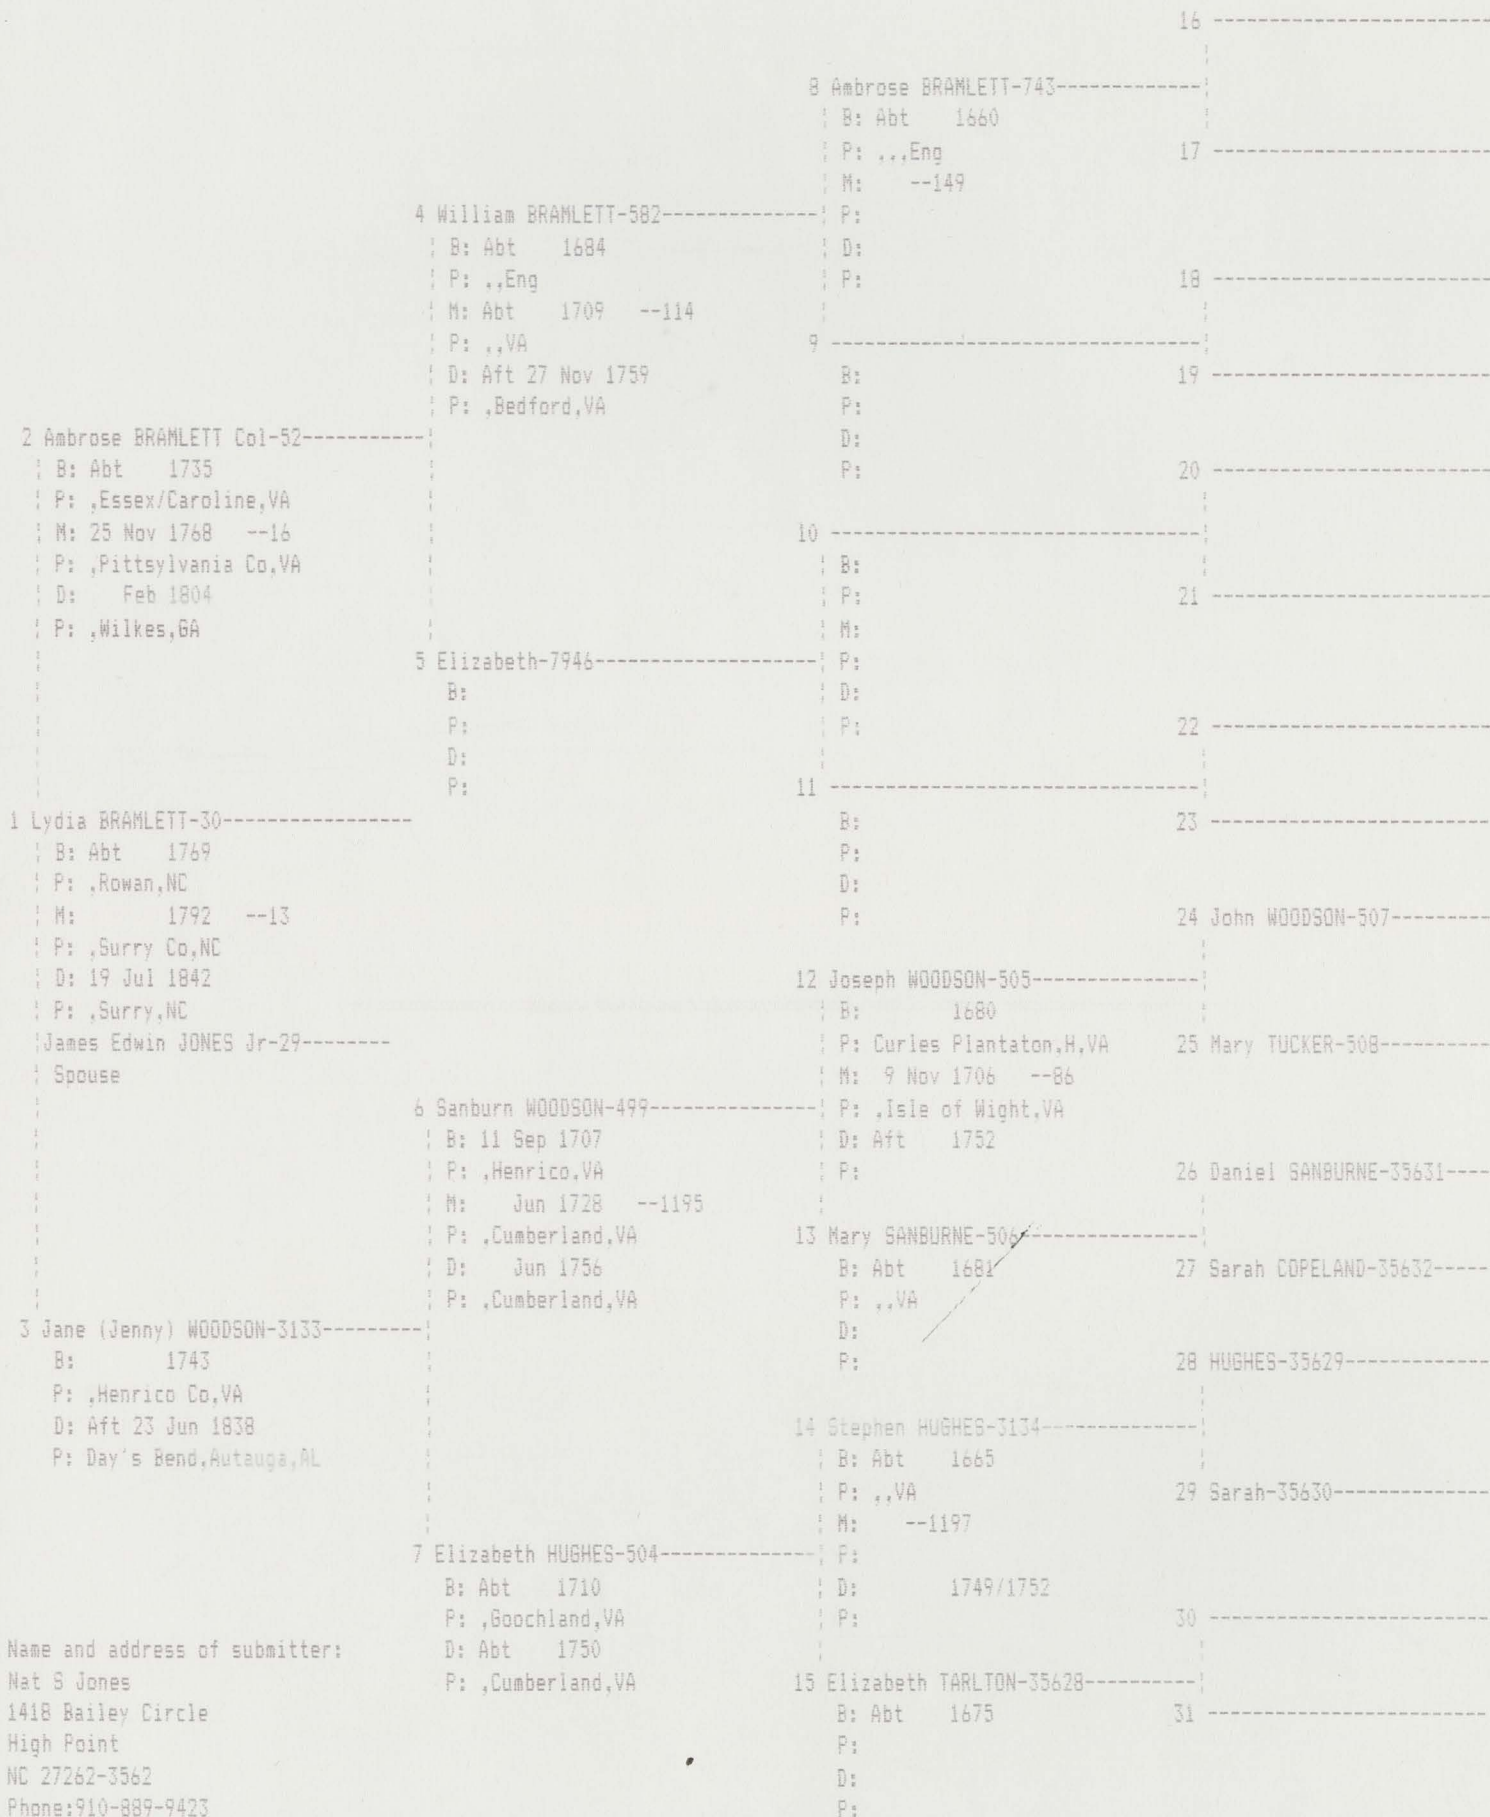 16
8 Ambrose BRAMLETT-743
B: Abt 1660
P: ,,,Eng
17
M: --149
4 William BRAMLETT-582
P:
B: Abt 1684
D:
P: ,,Eng
P:
18
M: Abt 1709 --114
P: ,,VA
9
D: Aft 27 Nov 1759
B:
19
P: ,Bedford,VA
P:
2 Ambrose BRAMLETT Col-52
D:
B: Abt 1735
P:
20
P: ,Essex/Caroline,VA
M: 25 Nov 1768 --16
10
P: ,Pittsylvania Co,VA
B:
D: Feb 1804
P:
21
P: ,Wilkes,GA
M:
5 Elizabeth-7946
P:
B:
D:
P:
P:
22
D:
P:
11
1 Lydia BRAMLETT-30
B:
23
B: Abt 1769
P:
P: ,Rowan,NC
D:
M: 1792 --13
P:
24 John WOODSON-507
P: ,Surry Co,NC
D: 19 Jul 1842
12 Joseph WOODSON-505
P: ,Surry,NC
B: 1680
James Edwin JONES Jr-29
P: Curles Plantaton,H,VA
25 Mary TUCKER-508
Spouse
M: 9 Nov 1706 --86
6 Sanburn WOODSON-499
P: ,Isle of Wight,VA
B: 11 Sep 1707
D: Aft 1752
P: ,Henrico,VA
P:
26 Daniel SANBURNE-35631
M: Jun 1728 --1195
P: ,Cumberland,VA
13 Mary SANBURNE-506
D: Jun 1756
B: Abt 1681
27 Sarah COPELAND-35632
P: ,Cumberland,VA
P: ,,VA
3 Jane (Jenny) WOODSON-3133
D:
B: 1743
P:
28 HUGHES-35629
P: ,Henrico Co,VA
D: Aft 23 Jun 1838
14 Stephen HUGHES-3134
P: Day's Bend,Autauga,AL
B: Abt 1665
P: ,,VA
29 Sarah-35630
M: --1197
7 Elizabeth HUGHES-504
P:
B: Abt 1710
D: 1749/1752
P: ,Goochland,VA
P:
30
D: Abt 1750
P: ,Cumberland,VA
15 Elizabeth TARLTON-35628
B: Abt 1675
31
P:
D:
P:
Name and address of submitter:
Nat S Jones
1418 Bailey Circle
High Point
NC 27262-3562
Phone:910-889-9423